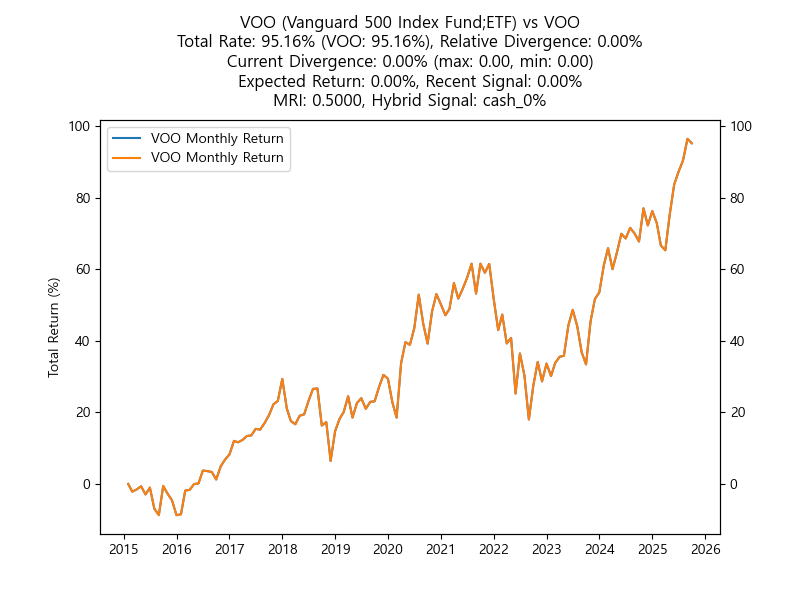 VOO (Vanguard 500 Index Fund;ETF) vs VOO
Total Rate: 95.16% (VOO: 95.16%), Relative Divergence: 0.00%
Current Divergence: 0.00% (max: 0.00, min: 0.00)
Expected Return: 0.00%, Recent Signal: 0.00%
MRI: 0.5000, Hybrid Signal: cash_0%
VOO Monthly Return
VOO Monthly Return
Total Return (%)
100
80
60
40
20
0
100
80
60
40
20
0
2015 2016 2017 2018 2019 2020 2021 2022 2023 2024 2025 2026